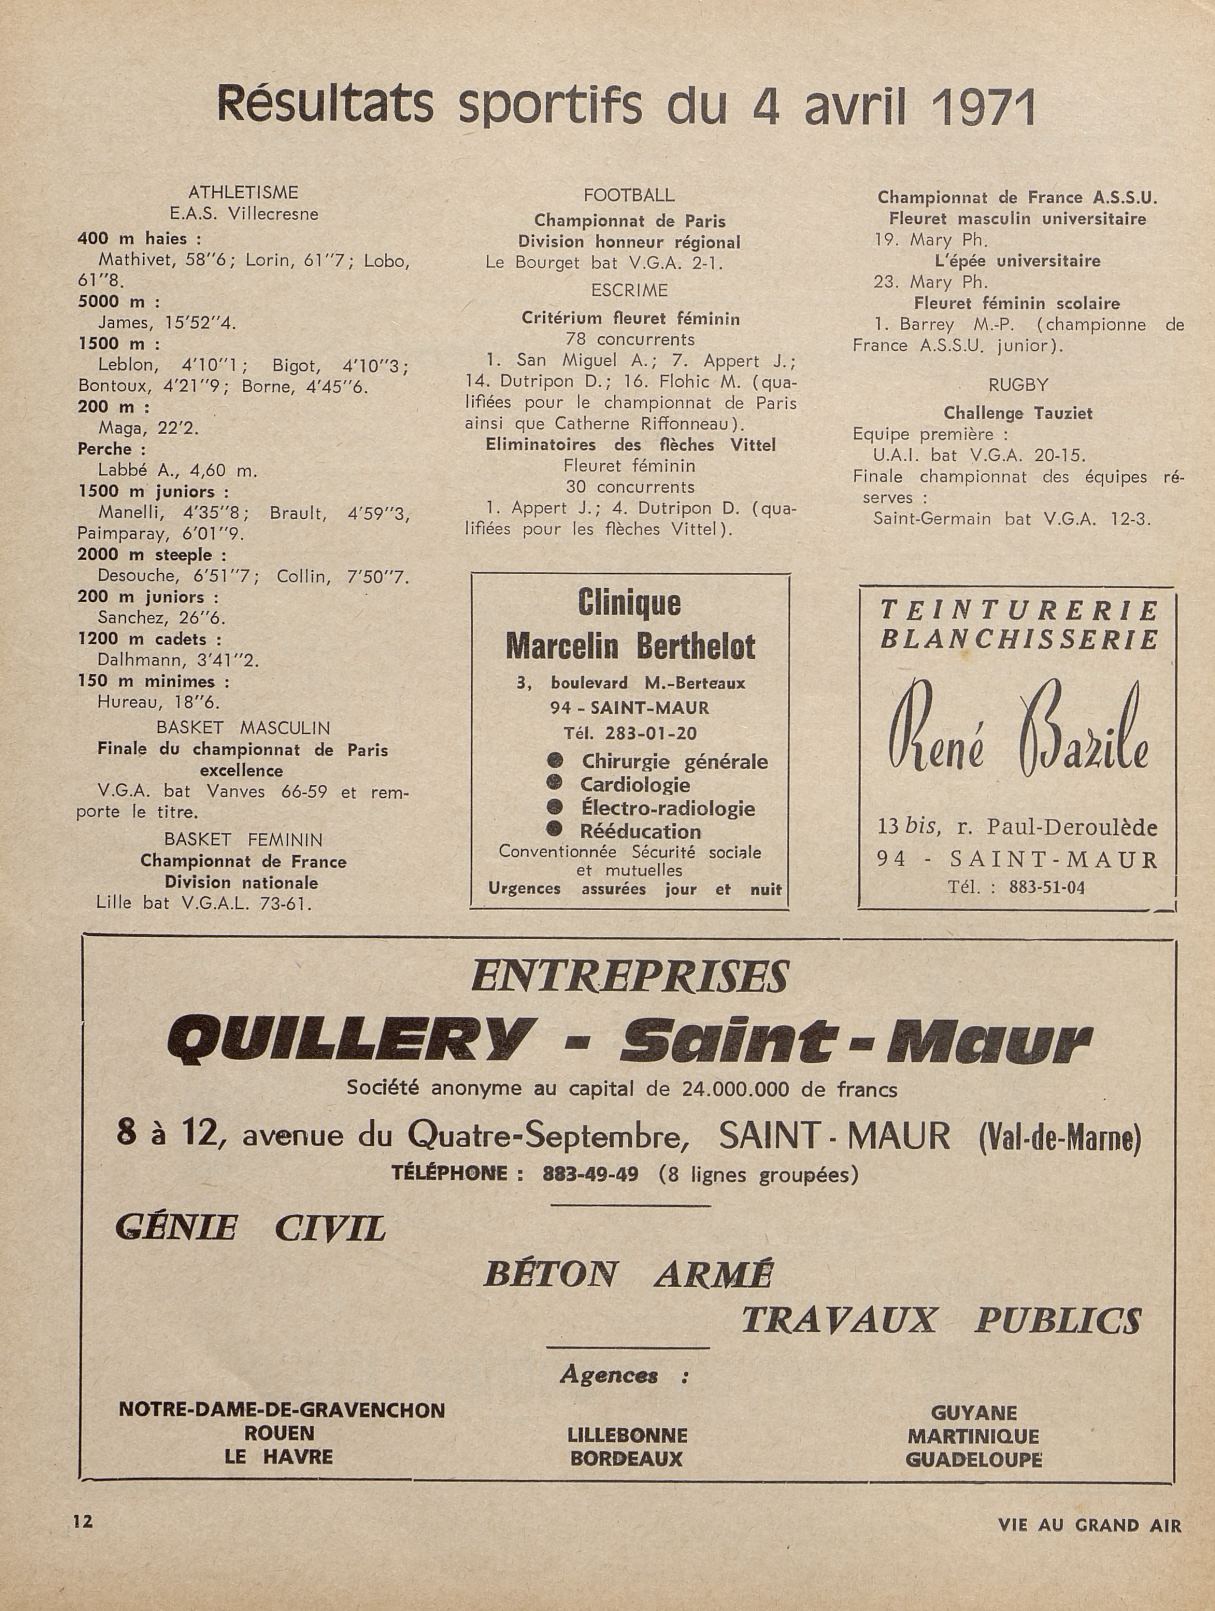 Résultats sportifs du 4 avril 1971
ATHLETISME
E.A.S. Villecresne
400 m haies :
Mathivet, 58''6; Lorin, 61''7; Lobo,
61''8.
5000 m :
James, 15'52''4.
1500 m :
Leblon, 4'10''1; Bigot, 4'10''3;
Bontoux, 4'21''9; Borne, 4'45''6.
200 m :
Maga, 22'2.
Perche :
Labbé A., 4,60 m.
1500 m juniors :
Manelli, 4'35''8; Brault, 4'59''3,
Paimparay, 6'01''9.
2000 m steeple :
Desouche, 6'51''7; Collin, 7'50''7.
200 m juniors :
Sanchez, 26''6.
1200 m cadets :
Dalhmann, 3'41''2.
150 m minimes :
Hureau, 18''6.
BASKET MASCULIN
Finale du championnat de Paris
excellence
V.G.A. bat Vanves 66-59 et rem-
porte le titre.
BASKET FEMININ
Championnat de France
Division nationale
Lille bat V.G.A.L. 73-61.
FOOTBALL
Championnat de Paris
Division honneur régional
Le Bourget bat V.G.A. 2-1.
ESCRIME
Critérium fleuret féminin
78 concurrents
1. San Miguel A.; 7. Appert J.;
14. Dutripon D.; 16. Flohic M. (qua-
lifiées pour le championnat de Paris
ainsi que Catherne Riffonneau).
Eliminatoires des flèches Vittel
Fleuret féminin
30 concurrents
1. Appert J.; 4. Dutripon D. (qua-
lifiées pour les flèches Vittel).
Championnat de France A.S.S.U.
Fleuret masculin universitaire
19. Mary Ph.
L'épée universitaire
23. Mary Ph.
Fleuret féminin scolaire
1. Barrey M.-P. (championne de
France A.S.S.U. junior).
RUGBY
Challenge Tauziet
Equipe première :
U.A.I. bat V.G.A. 20-15.
Finale championnat des équipes ré-
serves :
Saint-Germain bat V.G.A. 12-3.
Clinique
Marcelin Berthelot
3, boulevard M.-Berteaux
94 - SAINT-MAUR
Tél. 283-01-20
● Chirurgie générale
● Cardiologie
● Électro-radiologie
● Rééducation
Conventionnée Sécurité sociale
et mutuelles
Urgences assurées jour et nuit
TEINTURERIE
BLANCHISSERIE
René Bazile
13 bis, r. Paul-Deroulède
94 - SAINT-MAUR
Tél. : 883-51-04
ENTREPRISES
QUILLERY - Saint-Maur
Société anonyme au capital de 24.000.000 de francs
8 à 12, avenue du Quatre-Septembre, SAINT-MAUR (Val-de-Marne)
TÉLÉPHONE : 883-49-49 (8 lignes groupées)
GÉNIE CIVIL
BÉTON ARMÉ
TRAVAUX PUBLICS
Agences :
NOTRE-DAME-DE-GRAVENCHON
ROUEN
LE HAVRE
LILLEBONNE
BORDEAUX
GUYANE
MARTINIQUE
GUADELOUPE
12
VIE AU GRAND AIR